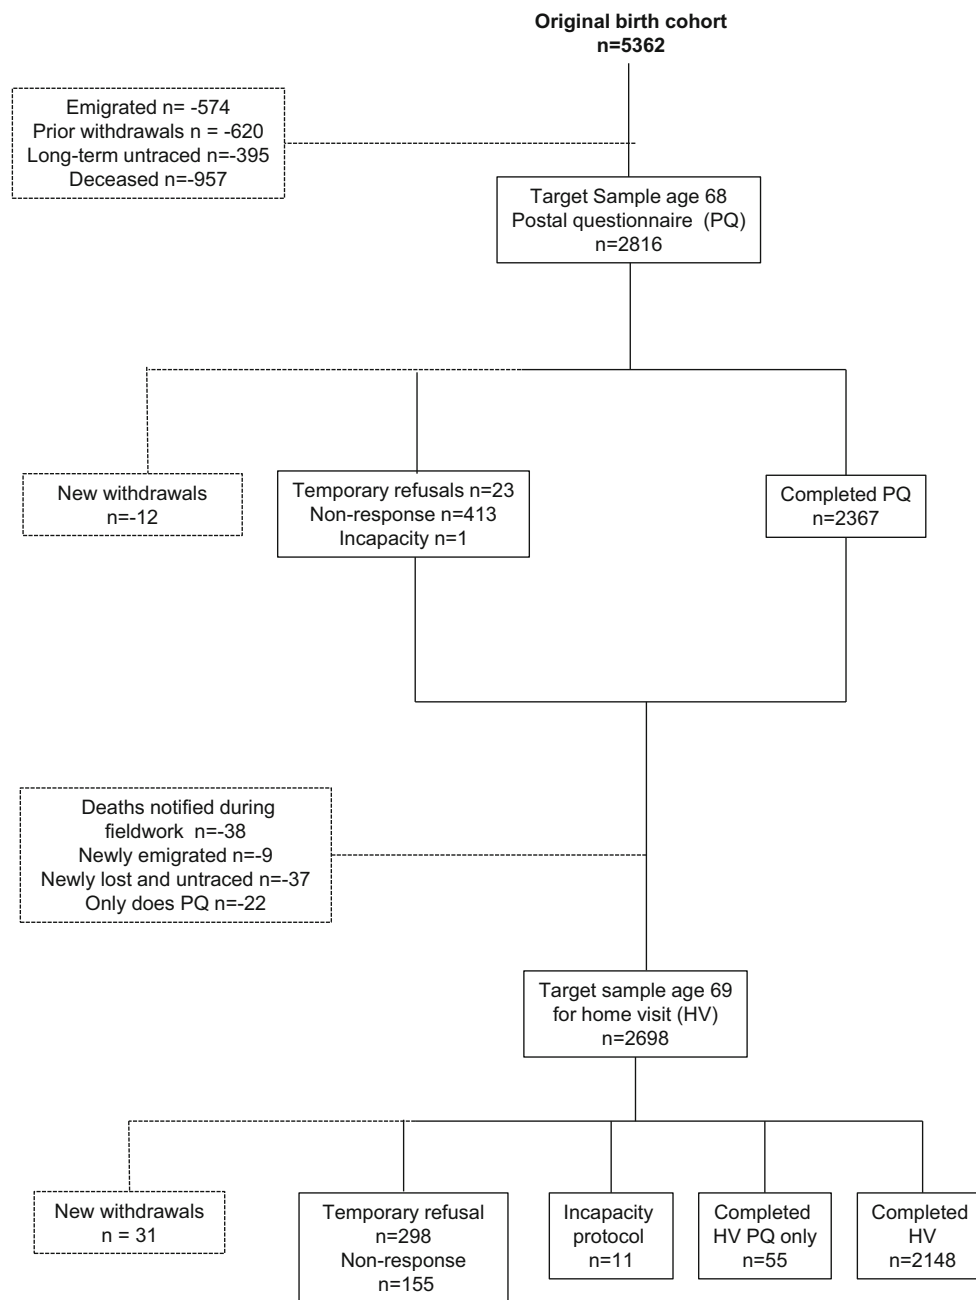 Original birth cohort
n=5362
Emigrated n= -574
Prior withdrawals n = -620
Long-term untraced n=-395
Deceased n=-957
Target Sample age 68
Postal questionnaire (PQ)
n=2816
New withdrawals
n=-12
Temporary refusals n=23
Non-response n=413
Incapacity n=1
Completed PQ
n=2367
Deaths notified during
fieldwork n=-38
Newly emigrated n=-9
Newly lost and untraced n=-37
Only does PQ n=-22
Target sample age 69
for home visit (HV)
n=2698
New withdrawals
n = 31
Temporary refusal
n=298
Non-response
n=155
Incapacity
protocol
n=11
Completed
HV PQ only
n=55
Completed
HV
n=2148